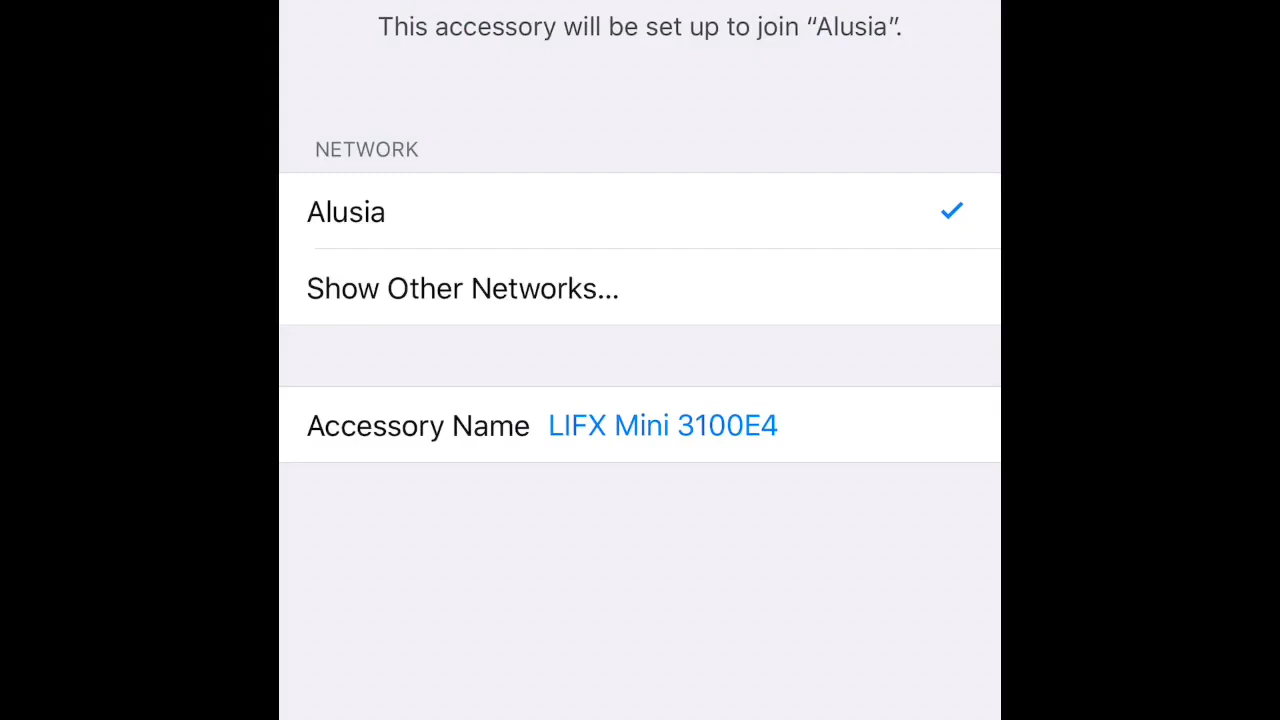 This accessory will be set up to join “Alusia”.
NETWORK
Alusia
Show Other Networks...
Accessory Name LIFX Mini 3100E4